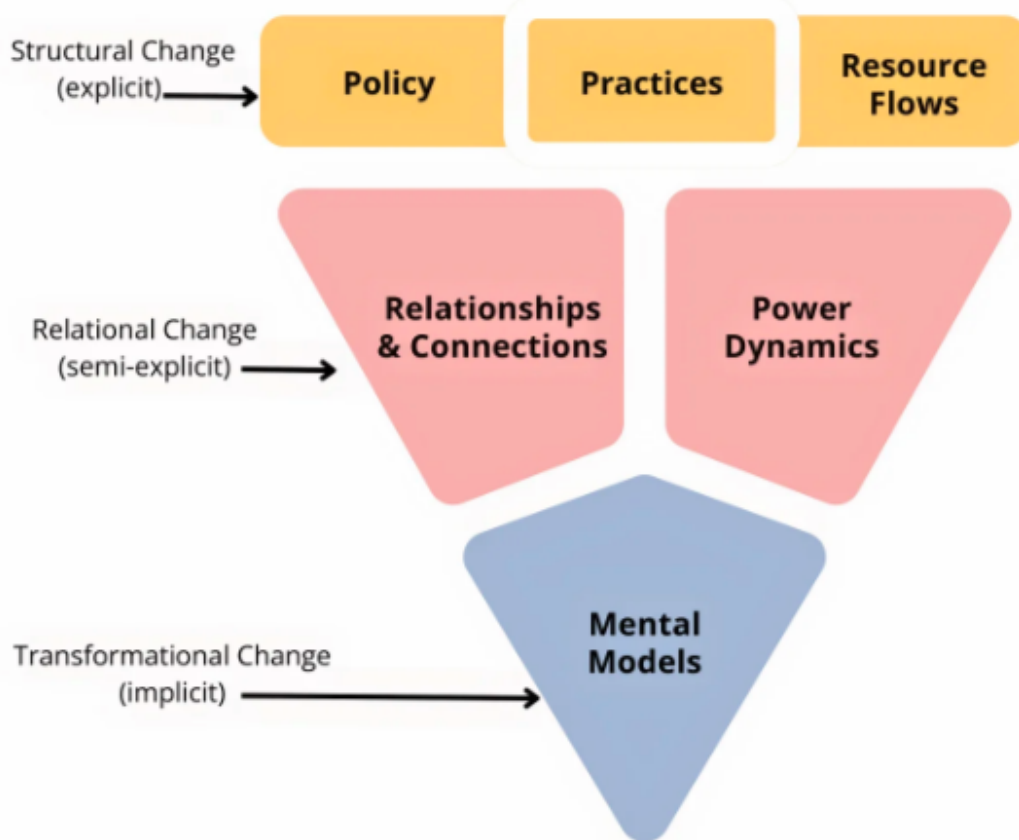 Structural Change
(explicit)
Policy
Practices
Resource
Flows
Relational Change
(semi-explicit)
Relationships
& Connections
Power
Dynamics
Transformational Change
(implicit)
Mental
Models